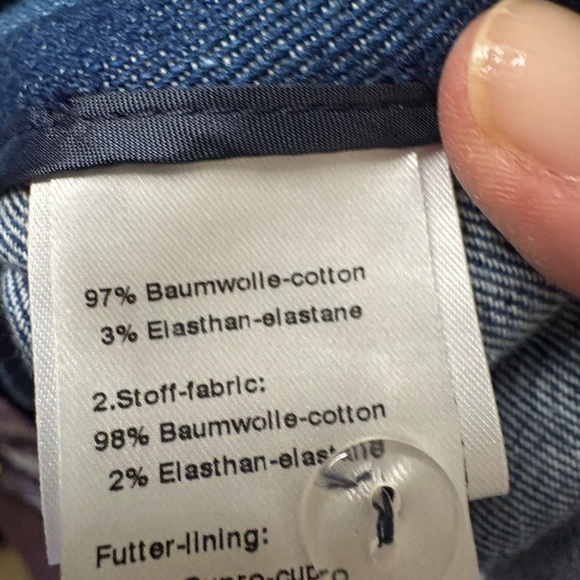 97% Baumwolle-cotton
3% Elasthan-elastane
2.Stoff-fabric:
98% Baumwolle-cotton
2% Elasthan-elastane
Futter-lining: